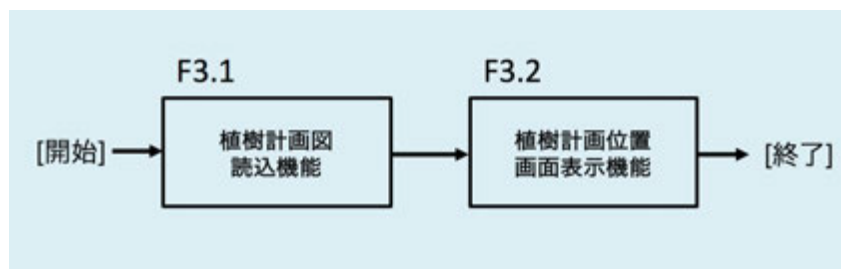 F3.1
F3.2
[開始]
植樹計画図
読込機能
植樹計画位置
画面表示機能
[終了]